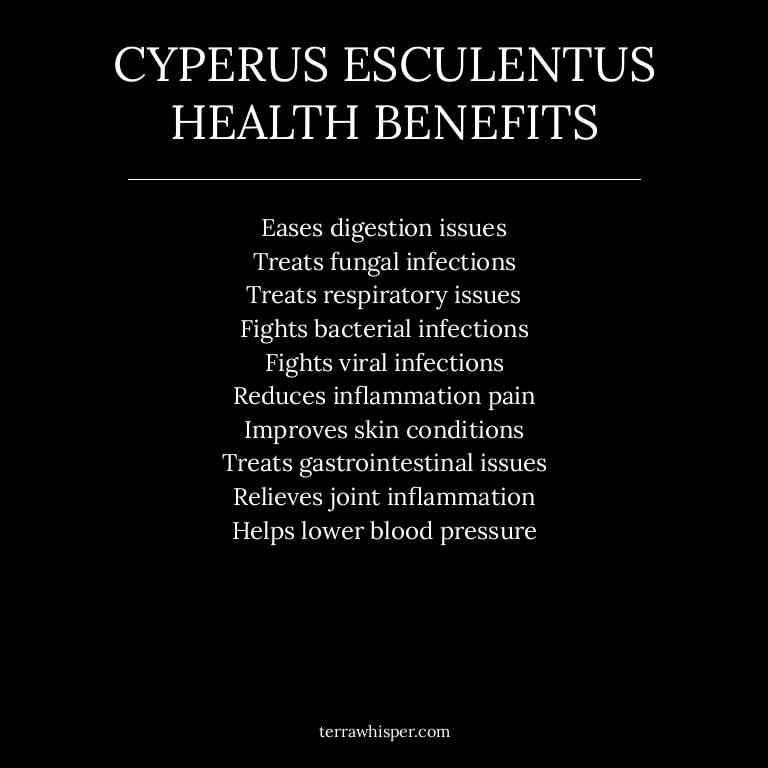 CYPERUS ESCULENTUS
HEALTH BENEFITS
Eases digestion issues
Treats fungal infections
Treats respiratory issues
Fights bacterial infections
Fights viral infections
Reduces inflammation pain
Improves skin conditions
Treats gastrointestinal issues
Relieves joint inflammation
Helps lower blood pressure
terrawhisper.com